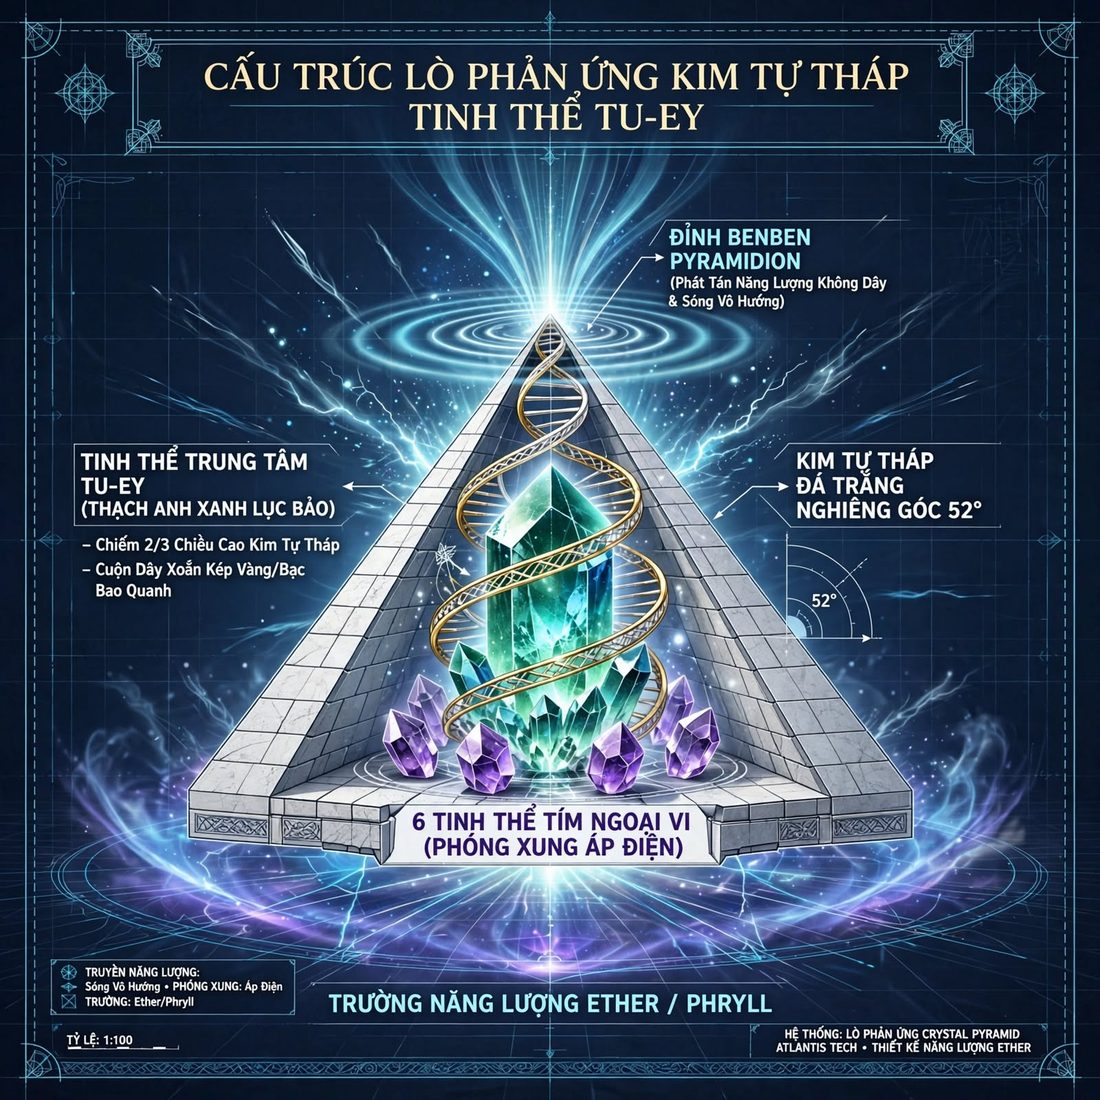 CẤU TRÚC LÒ PHẢN ỨNG KIM TỰ THÁP
TINH THỂ TU-EY
ĐỈNH BENBEN
PYRAMIDION
(Phát Tán Năng Lượng Không Dây
& Sóng Vô Hướng)
TINH THỂ TRUNG TÂM
TU-EY
(THẠCH ANH XANH LỤC BẢO)
– Chiếm 2/3 Chiều Cao Kim Tự Tháp
– Cuộn Dây Xoắn Kép Vàng/Bạc
Bao Quanh
KIM TỰ THÁP
ĐÁ TRẮNG
NGHIÊNG GÓC 52°
52°
6 TINH THỂ TÍM NGOẠI VI
(PHÓNG XUNG ÁP ĐIỆN)
TRUYỀN NĂNG LƯỢNG:
Sóng Vô Hướng • PHÓNG XUNG: Áp Điện
TRƯỜNG: Ether/Phryll
TRƯỜNG NĂNG LƯỢNG ETHER / PHRYLL
TỶ LỆ: 1:100
HỆ THỐNG: LÒ PHẢN ỨNG CRYSTAL PYRAMID
ATLANTIS TECH • THIẾT KẾ NĂNG LƯỢNG ETHER